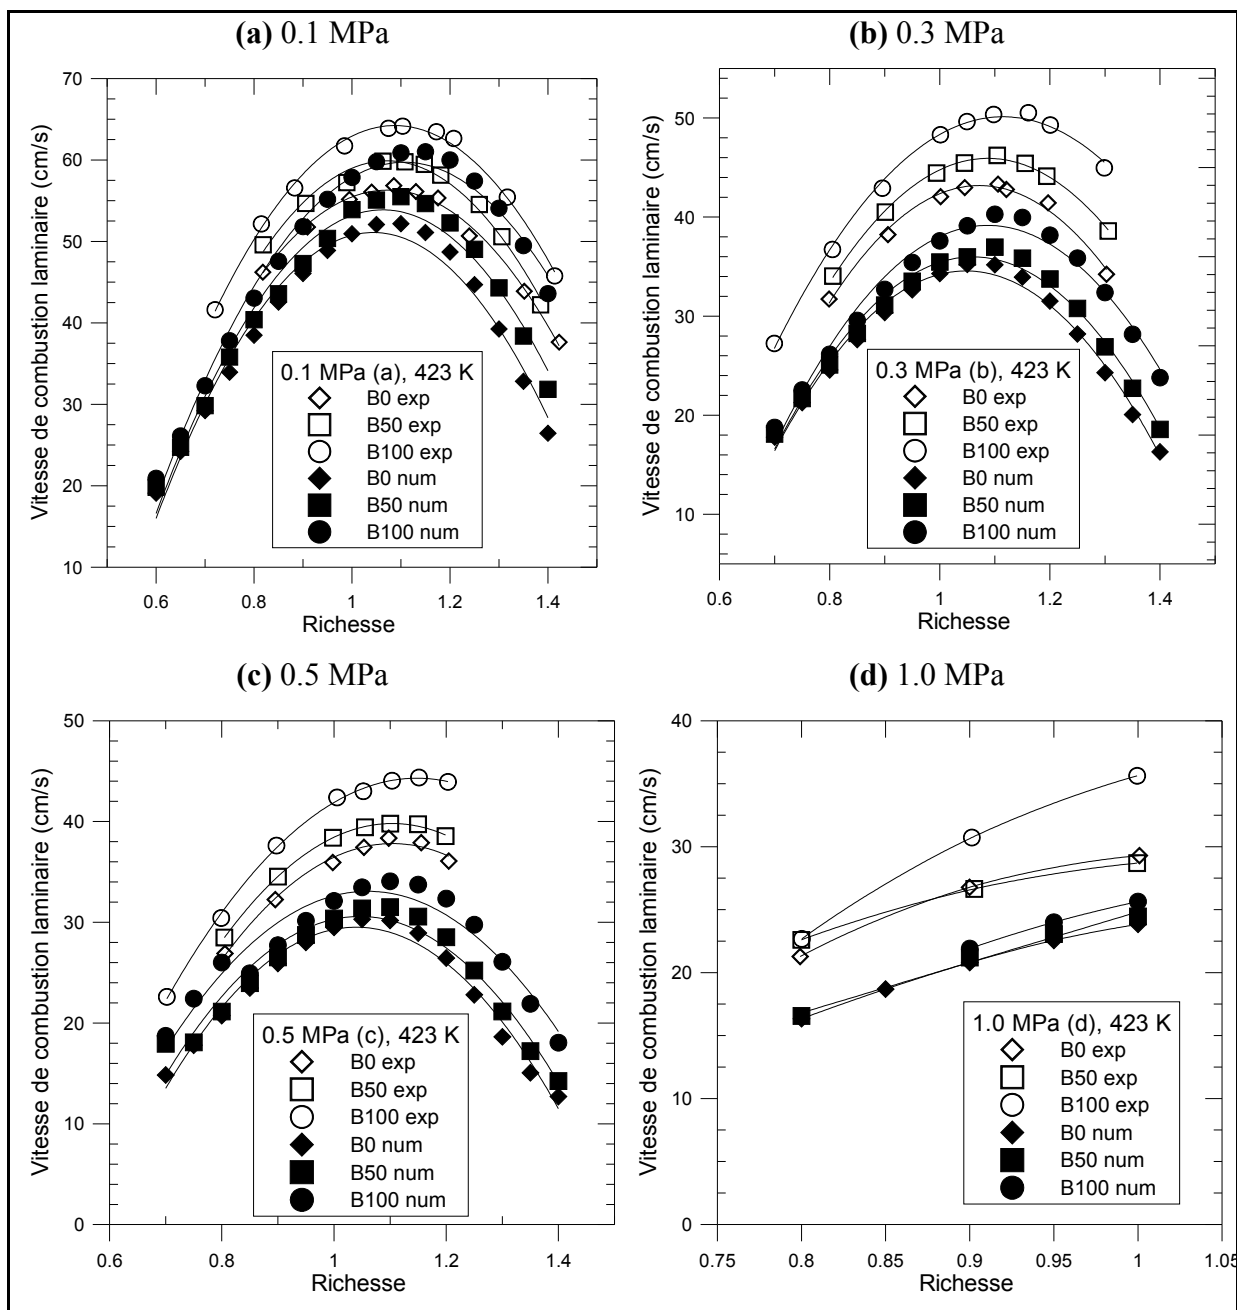 (a) 0.1 MPa
70
60
50
40
30
20
10
0.6
0.8
1
1.2
1.4
Vitesse de combustion laminaire (cm/s)
Richesse
0.1 MPa (a), 423 K
B0 exp
B50 exp
B100 exp
B0 num
B50 num
B100 num
(b) 0.3 MPa
50
40
30
20
10
0.6
0.8
1
1.2
1.4
Vitesse de combustion laminaire (cm/s)
Richesse
0.3 MPa (b), 423 K
B0 exp
B50 exp
B100 exp
B0 num
B50 num
B100 num
(c) 0.5 MPa
50
40
30
20
10
0
0.6
0.8
1
1.2
1.4
Vitesse de combustion laminaire (cm/s)
Richesse
0.5 MPa (c), 423 K
B0 exp
B50 exp
B100 exp
B0 num
B50 num
B100 num
(d) 1.0 MPa
40
30
20
10
0
0.75
0.8
0.85
0.9
0.95
1
1.05
Vitesse de combustion laminaire (cm/s)
Richesse
1.0 MPa (d), 423 K
B0 exp
B50 exp
B100 exp
B0 num
B50 num
B100 num